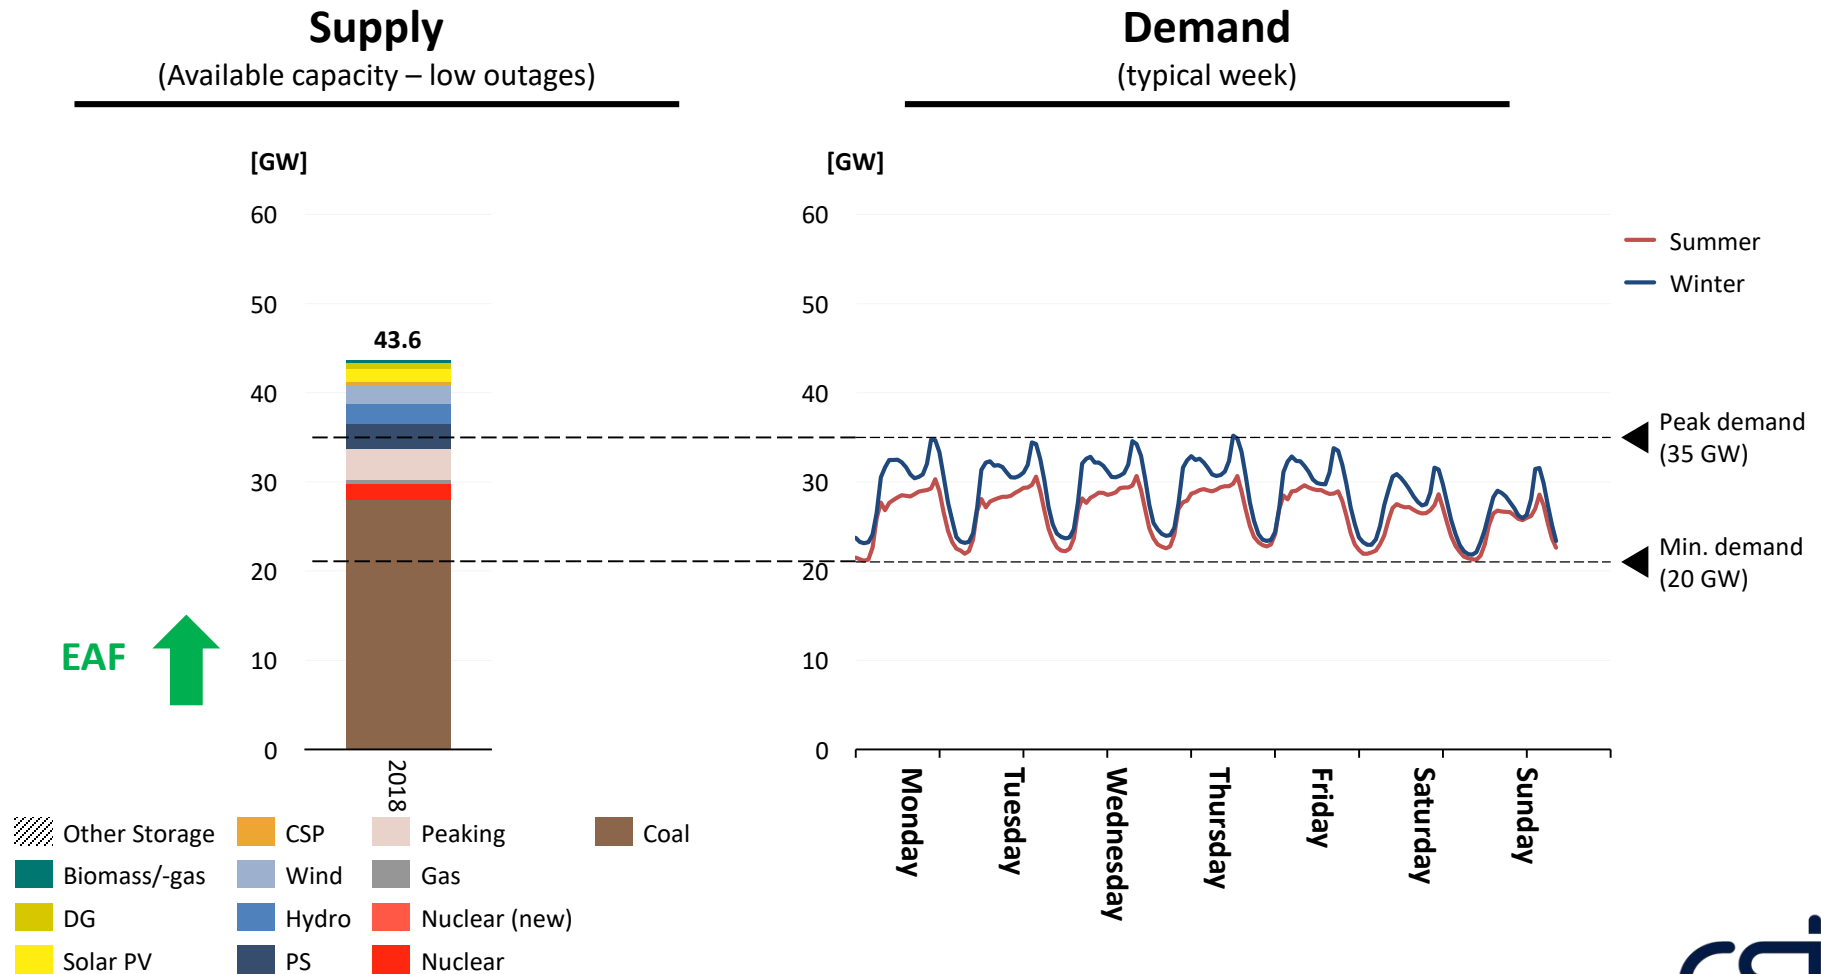 Supply
(Available capacity – low outages)
[GW]
60
50
40
30
20
10
0
43.6
2018
EAF
Other Storage
Biomass/-gas
DG
Solar PV
CSP
Wind
Hydro
PS
Peaking
Gas
Nuclear (new)
Nuclear
Coal
Demand
(typical week)
[GW]
60
50
40
30
20
10
0
Monday
Tuesday
Wednesday
Thursday
Friday
Saturday
Sunday
Summer
Winter
Peak demand
(35 GW)
Min. demand
(20 GW)